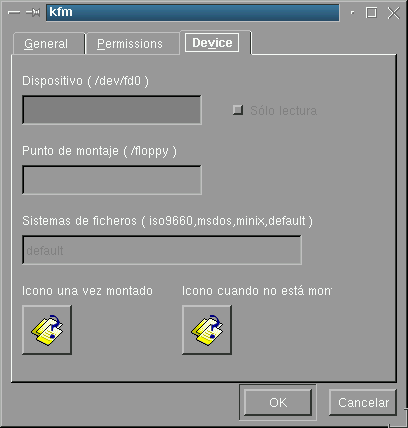 kfm
General Permissions Device
Dispositivo ( /dev/fd0 )
Sólo lectura
Punto de montaje ( /floppy )
Sistemas de ficheros ( iso9660,msdos,minix,default )
default
Icono una vez montado Icono cuando no está mon
OK Cancelar